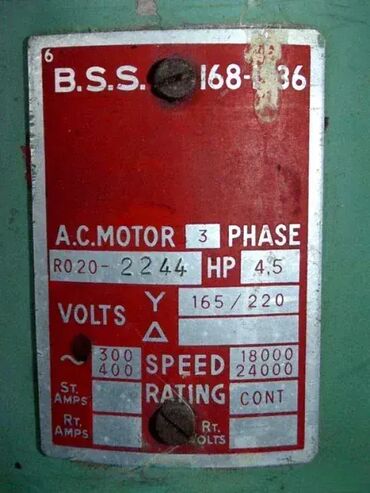 6
B.S.S. 168-36
A.C.MOTOR 3 PHASE
RO20-2244 HP 4,5
VOLTS Y 165/220
Δ
~ 300 400 SPEED 18000 24000
ST. AMPS RATING CONT
RT. AMPS RT. VOLTS